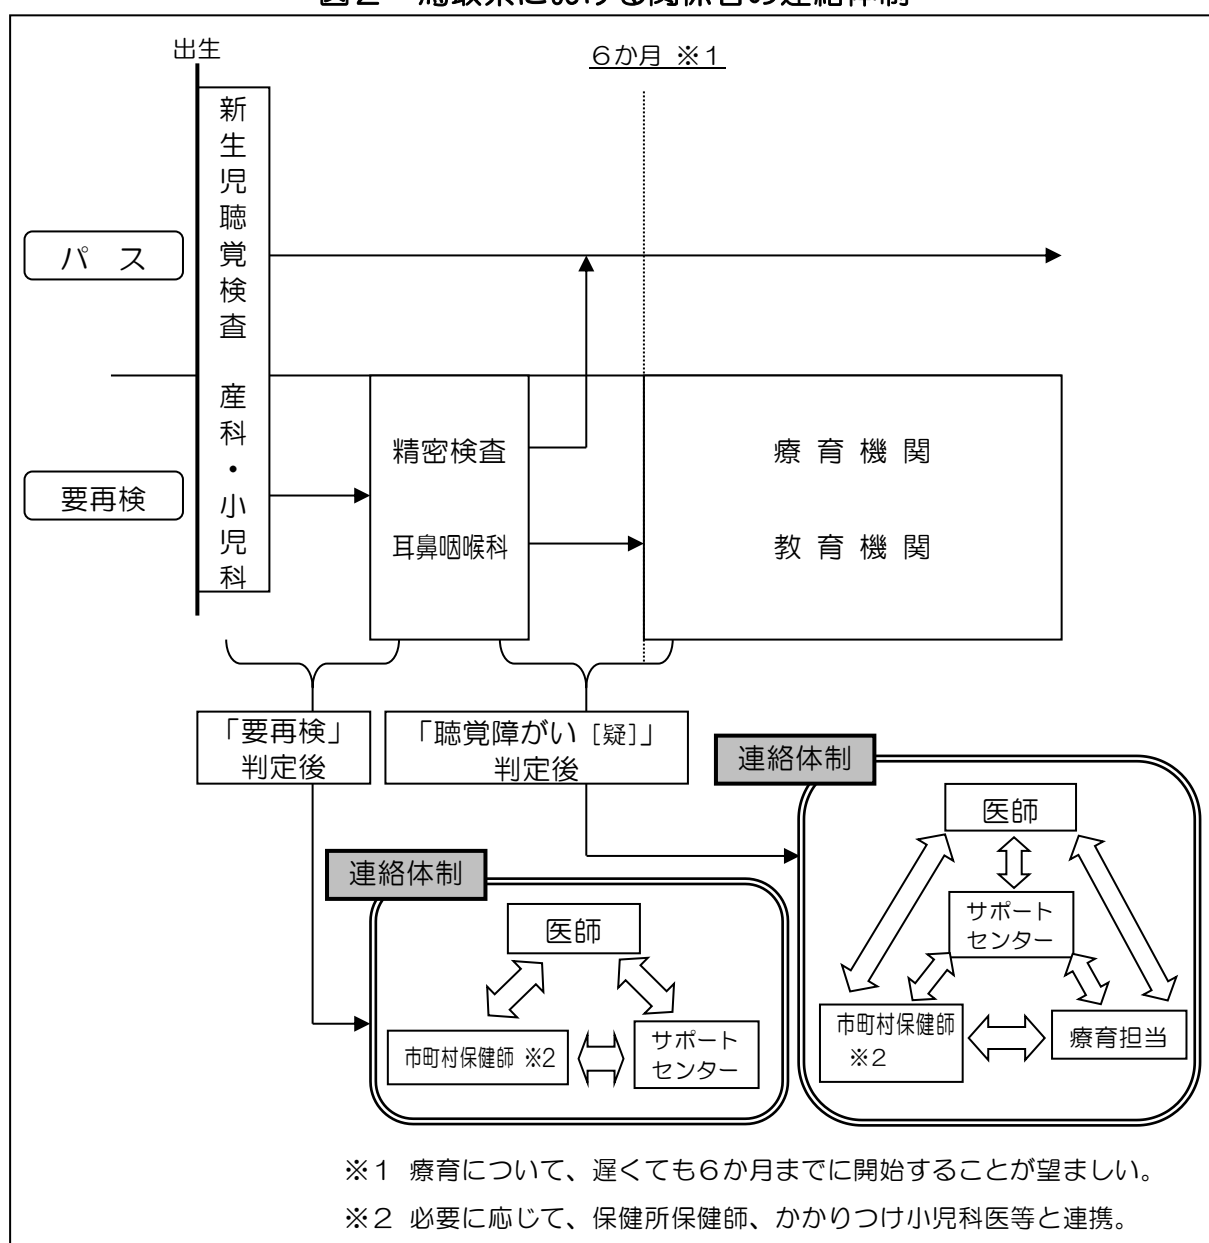 出生
６か月 ※１
新生児聴覚検査 産科・小児科
パ ス
要再検
精密検査
耳鼻咽喉科
療 育 機 関
教 育 機 関
「要再検」
判定後
「聴覚障がい［疑］」
判定後
連絡体制
医師
市町村保健師 ※2
サポート
センター
連絡体制
医師
サポート
センター
市町村保健師
※2
療育担当
※１ 療育について、遅くても６か月までに開始することが望ましい。
※２ 必要に応じて、保健所保健師、かかりつけ小児科医等と連携。